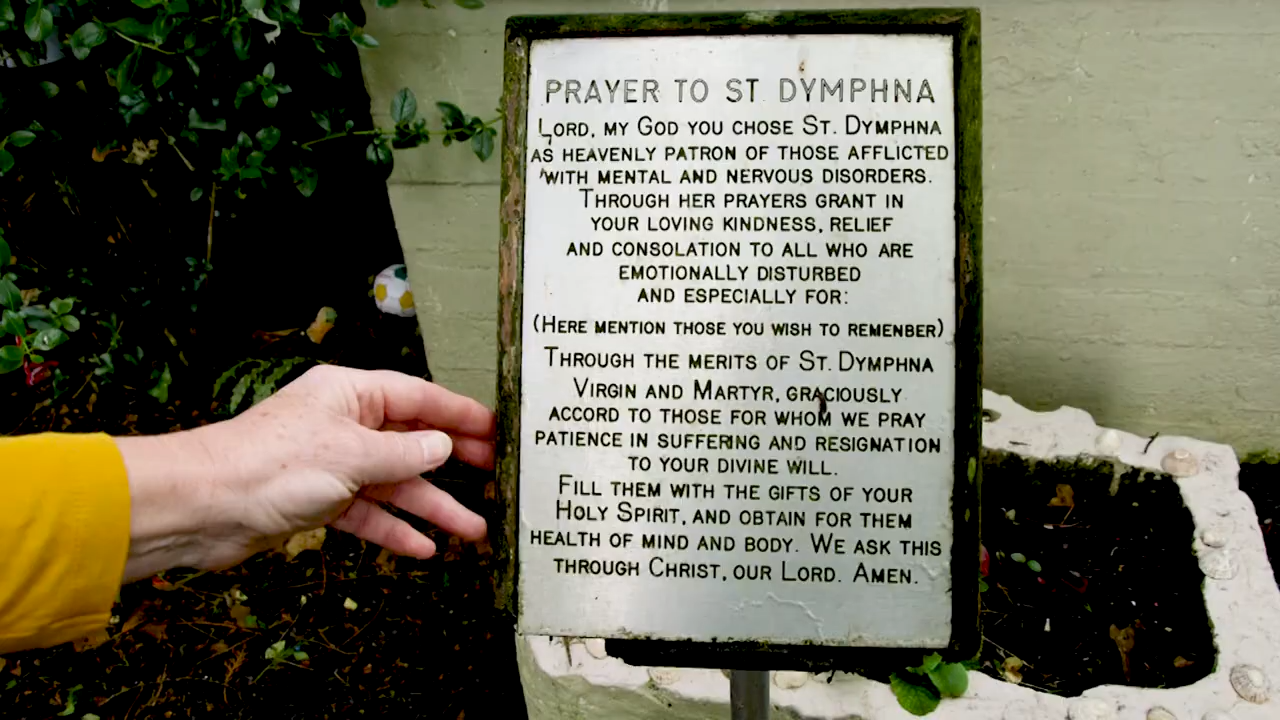 PRAYER TO ST DYMPHNA
LORD, MY GOD YOU CHOSE ST. DYMPHNA
AS HEAVENLY PATRON OF THOSE AFFLICTED
WITH MENTAL AND NERVOUS DISORDERS.
THROUGH HER PRAYERS GRANT IN
YOUR LOVING KINDNESS, RELIEF
AND CONSOLATION TO ALL WHO ARE
EMOTIONALLY DISTURBED
AND ESPECIALLY FOR:
(HERE MENTION THOSE YOU WISH TO REMENBER)
THROUGH THE MERITS OF ST. DYMPHNA
VIRGIN AND MARTYR, GRACIOUSLY
ACCORD TO THOSE FOR WHOM WE PRAY
PATIENCE IN SUFFERING AND RESIGNATION
TO YOUR DIVINE WILL.
FILL THEM WITH THE GIFTS OF YOUR
HOLY SPIRIT, AND OBTAIN FOR THEM
HEALTH OF MIND AND BODY. WE ASK THIS
THROUGH CHRIST, OUR LORD. AMEN.